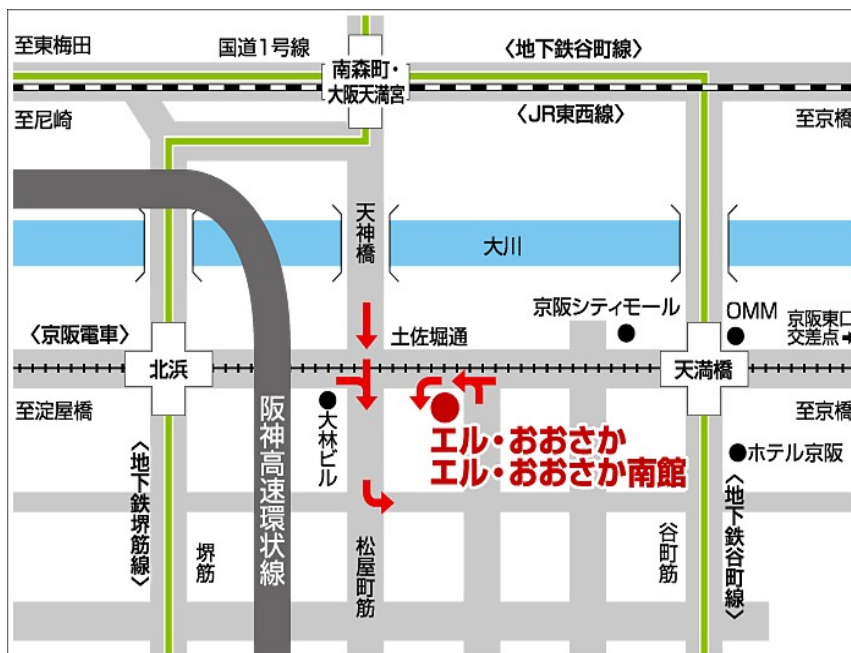 至東梅田
国道1号線
〈地下鉄谷町線〉
南森町・
大阪天満宮
至尼崎
〈JR東西線〉
至京橋
天神橋
大川
京阪シティモール
OMM
京阪東口
交差点
〈京阪電車〉
土佐堀通
北浜
天満橋
至淀屋橋
大林ビル
阪神高速環状線
エル・おおさか
エル・おおさか南館
至京橋
ホテル京阪
〈地下鉄堺筋線〉
堺筋
松屋町筋
谷町筋
〈地下鉄谷町線〉